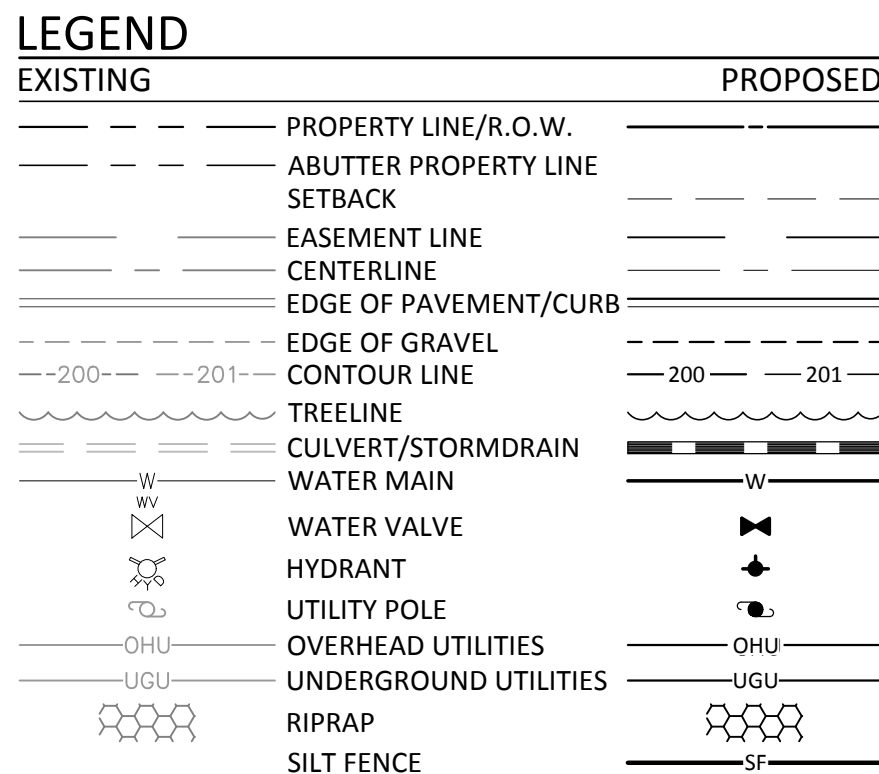 LEGEND
EXISTING PROPOSED
PROPERTY LINE/R.O.W.
ABUTTER PROPERTY LINE
SETBACK
EASEMENT LINE
CENTERLINE
EDGE OF PAVEMENT/CURB
EDGE OF GRAVEL
200 201 CONTOUR LINE 200 201
TREELINE
CULVERT/STORMDRAIN
W WATER MAIN W
WV
WATER VALVE
HYDRANT
HYD
UTILITY POLE
OHU OVERHEAD UTILITIES OHU
UGU UNDERGROUND UTILITIES UGU
RIPRAP
SILT FENCE SF